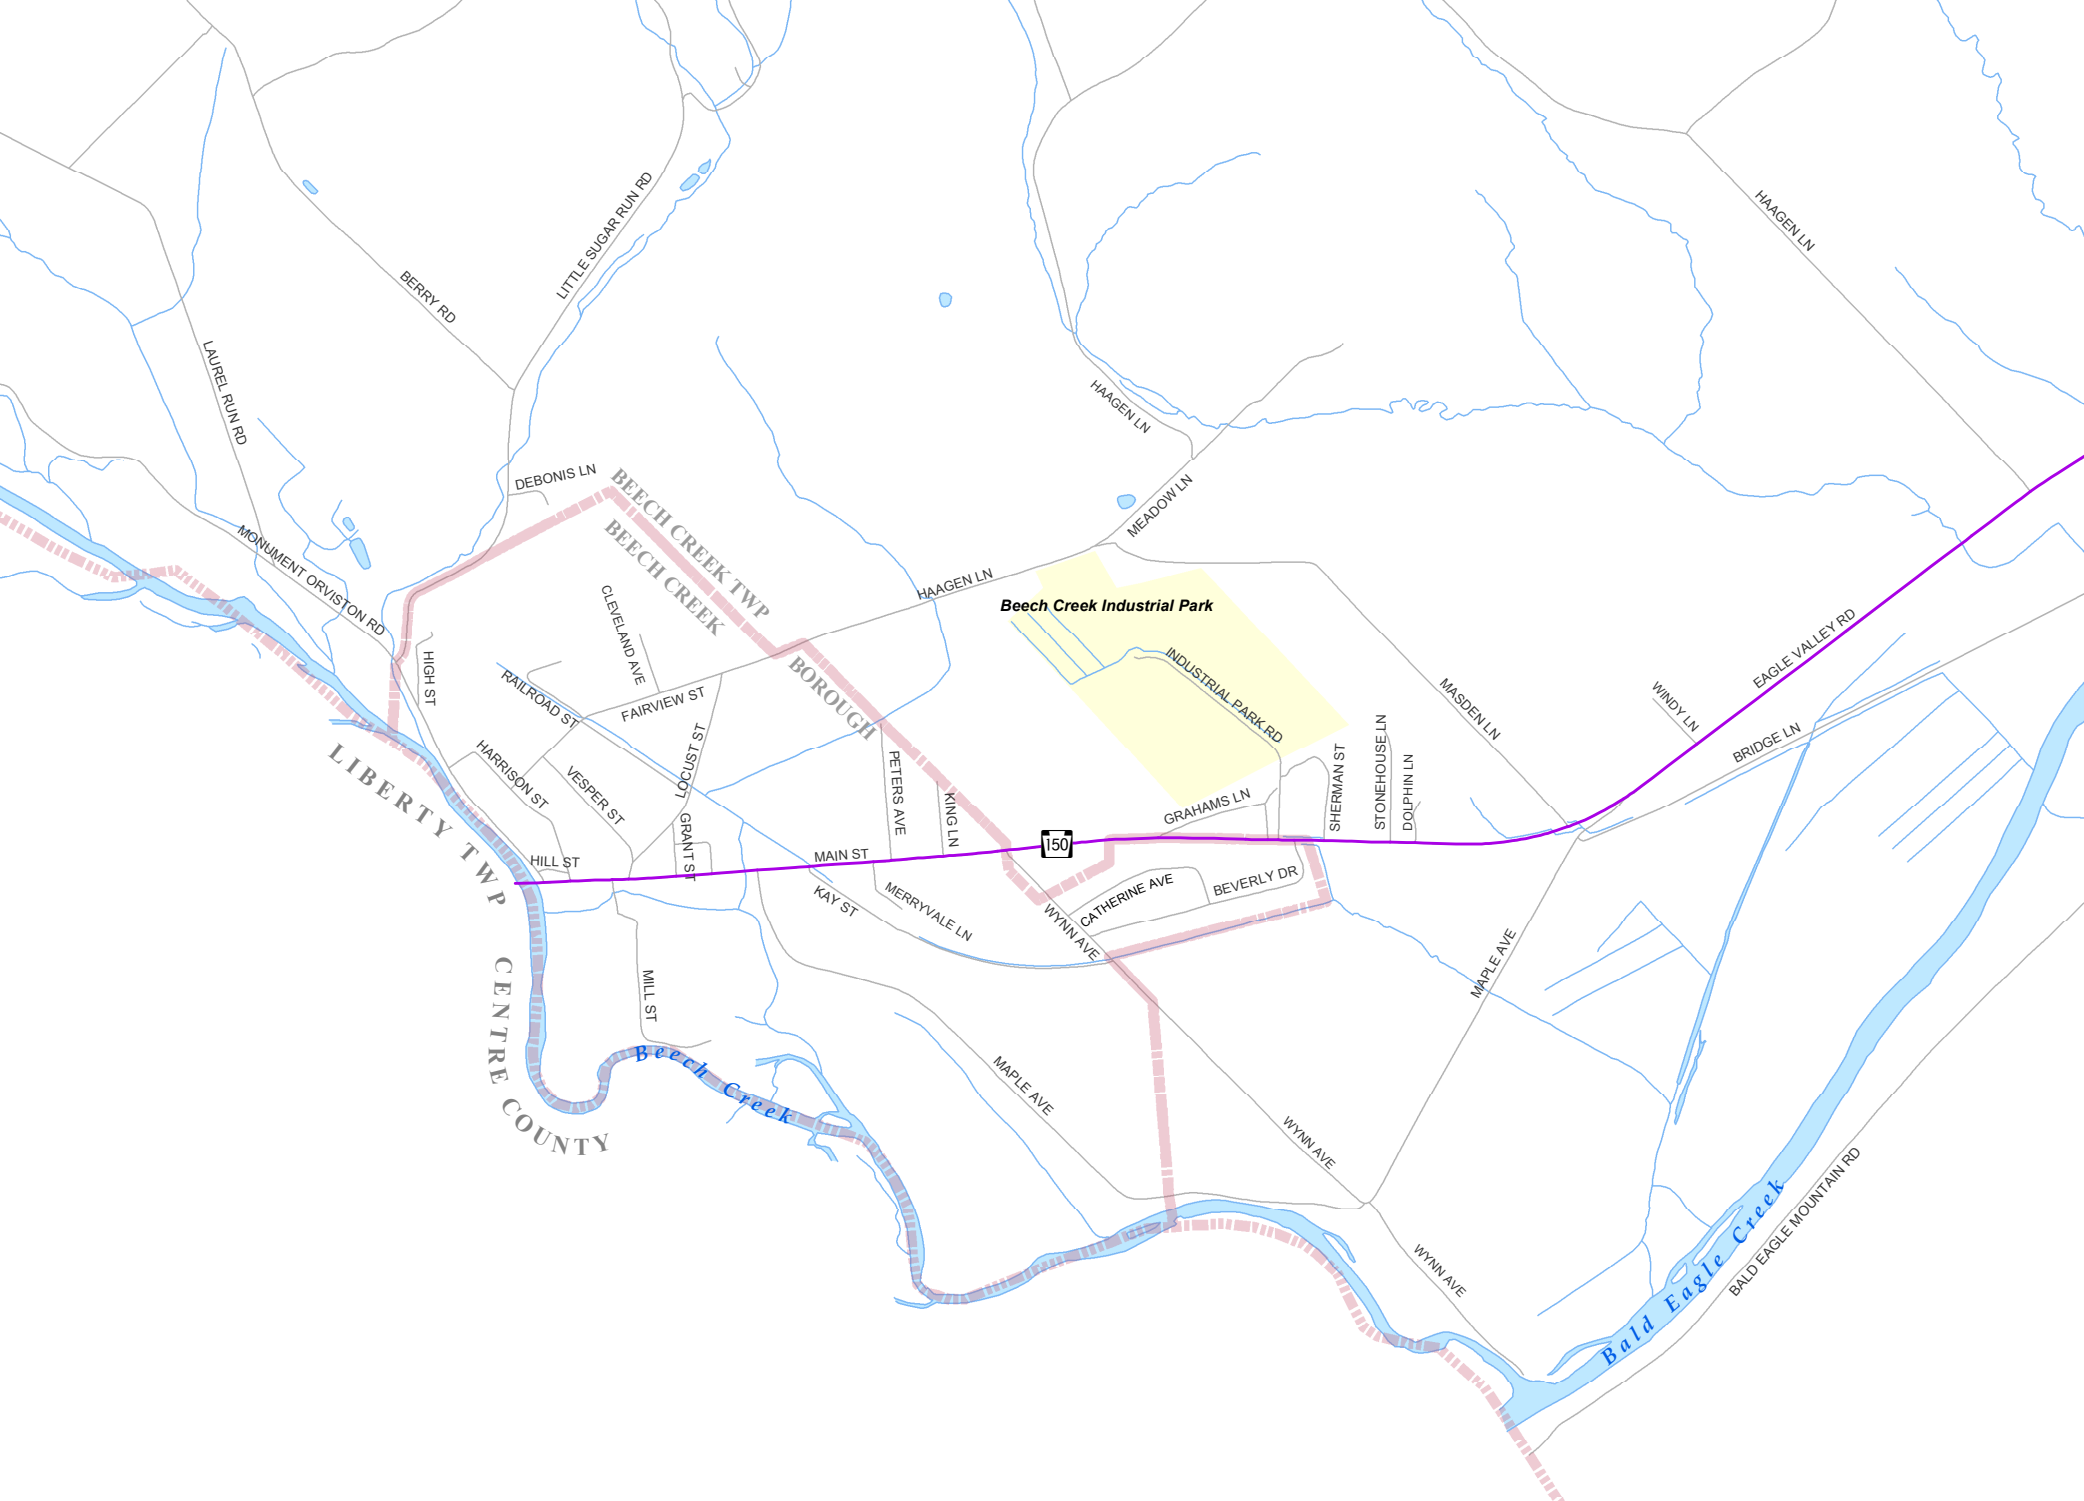 HAAGEN LN
LITTLE SUGAR RUN RD
BERRY RD
LAUREL RUN RD
HAAGEN LN
DEBONIS LN
BEECH CREEK TWP
BEECH CREEK
BOROUGH
MEADOW LN
MONUMENT ORVISTON RD
HAAGEN LN
Beech Creek Industrial Park
CLEVELAND AVE
HIGH ST
RAILROAD ST
FAIRVIEW ST
INDUSTRIAL PARK RD
MASDEN LN
EAGLE VALLEY RD
WINDY LN
BRIDGE LN
LIBERTY TWP
HARRISON ST
VESPER ST
LOCUST ST
PETERS AVE
KING LN
GRAHAMS LN
SHERMAN ST
STONEHOUSE LN
DOLPHIN LN
GRANT ST
HILL ST
MAIN ST
150
KAY ST
MERRYVALE LN
CATHERINE AVE
BEVERLY DR
WYNN AVE
MAPLE AVE
CENTRE COUNTY
MILL ST
Beech Creek
MAPLE AVE
WYNN AVE
WYNN AVE
Bald Eagle Creek
BALD EAGLE MOUNTAIN RD